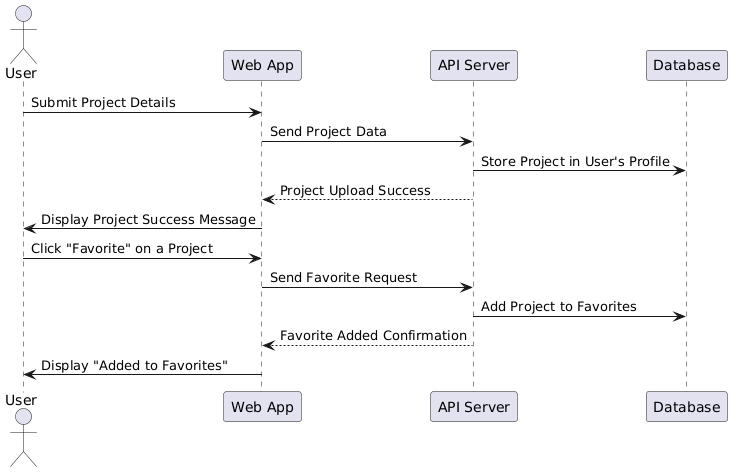 User
Web App
API Server
Database
Submit Project Details
Send Project Data
Store Project in User's Profile
Project Upload Success
Display Project Success Message
Click "Favorite" on a Project
Send Favorite Request
Add Project to Favorites
Favorite Added Confirmation
Display "Added to Favorites"
User
Web App
API Server
Database